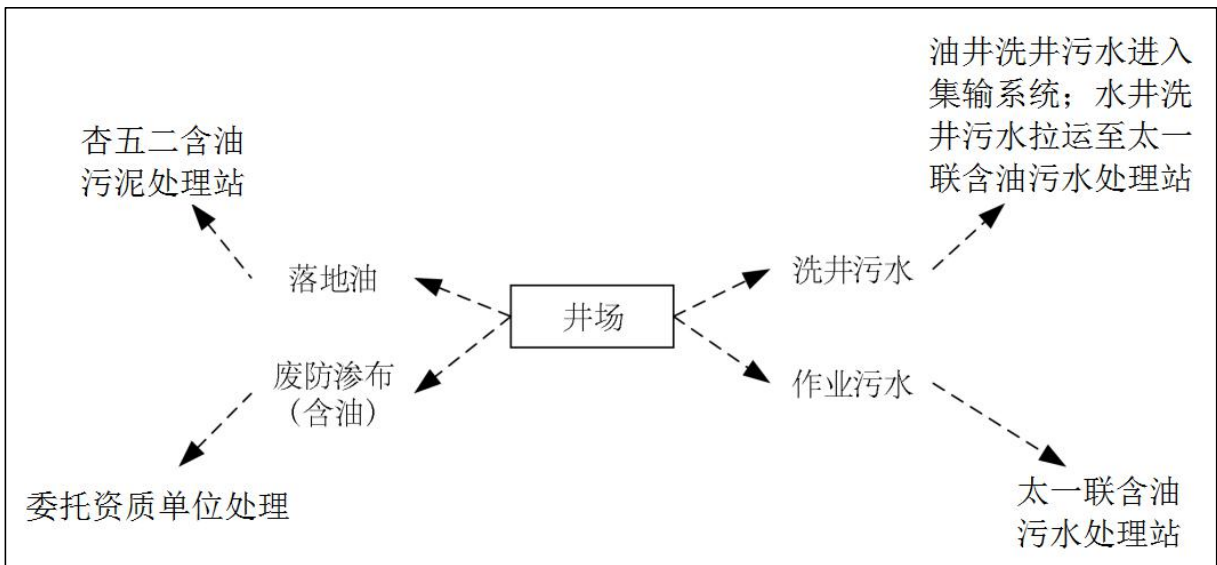 油井洗井污水进入
集输系统；水井洗
井污水拉运至太一
联含油污水处理站
杏五二含油
污泥处理站
落地油
洗井污水
井场
废防渗布
（含油）
作业污水
委托资质单位处理
太一联含油
污水处理站